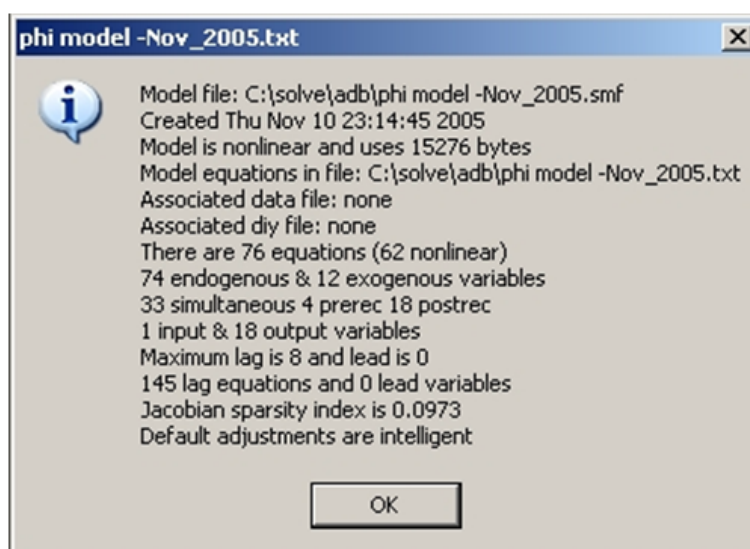 phi model -Nov_2005.txt
Model file: C:\solve\adb\phi model -Nov_2005.smf
Created Thu Nov 10 23:14:45 2005
Model is nonlinear and uses 15276 bytes
Model equations in file: C:\solve\adb\phi model -Nov_2005.txt
Associated data file: none
Associated diy file: none
There are 76 equations (62 nonlinear)
74 endogenous & 12 exogenous variables
33 simultaneous 4 prerec 18 postrec
1 input & 18 output variables
Maximum lag is 8 and lead is 0
145 lag equations and 0 lead variables
Jacobian sparsity index is 0.0973
Default adjustments are intelligent
OK